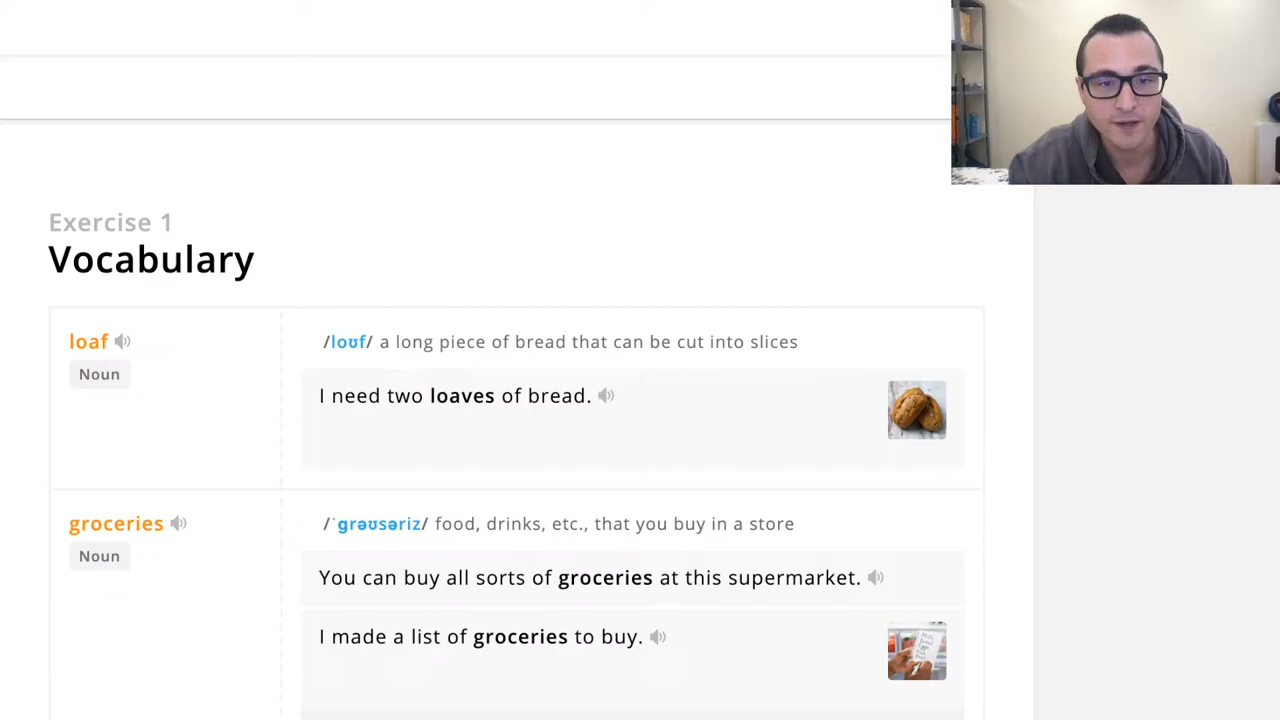 Exercise 1
Vocabulary
loaf
Noun
/loʊf/ a long piece of bread that can be cut into slices
I need two loaves of bread.
groceries
Noun
/ˈgrəʊsəriz/ food, drinks, etc., that you buy in a store
You can buy all sorts of groceries at this supermarket.
I made a list of groceries to buy.